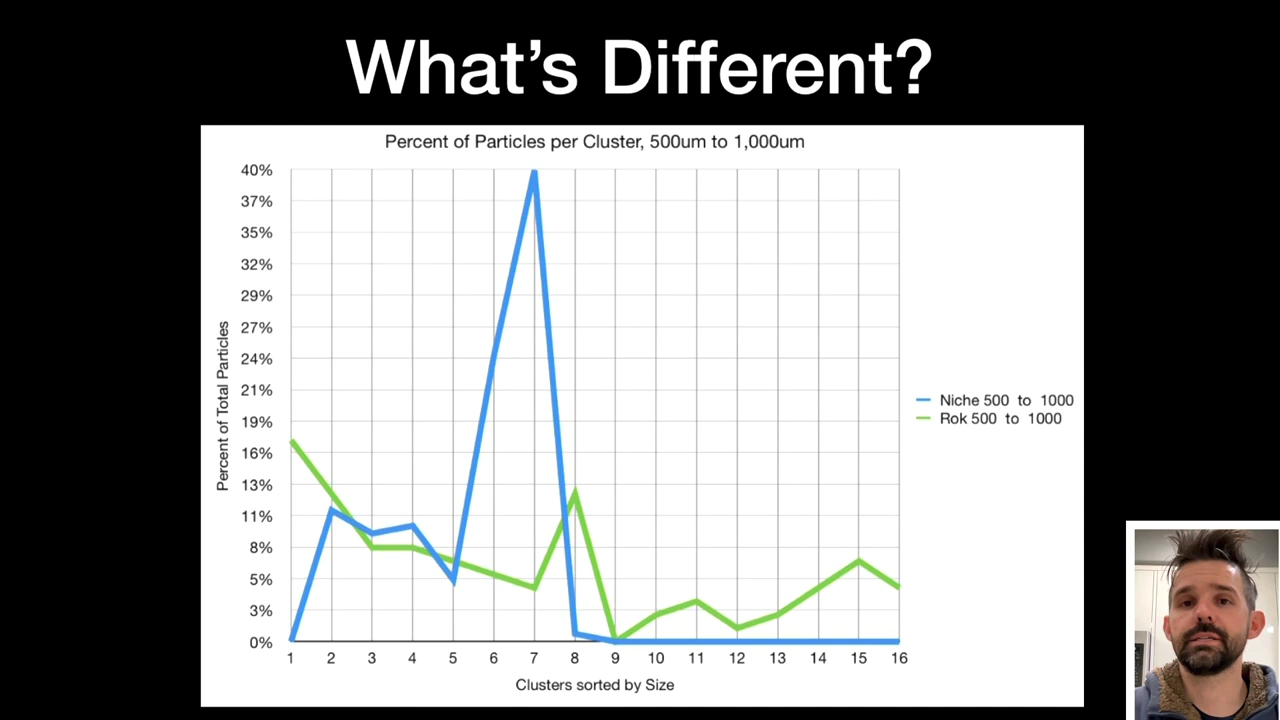 What's Different?
Percent of Particles per Cluster, 500um to 1,000um
40%
37%
35%
32%
29%
27%
24%
21%
19%
16%
13%
11%
8%
5%
3%
0%
Percent of Total Particles
1 2 3 4 5 6 7 8 9 10 11 12 13 14 15 16
Clusters sorted by Size
Niche 500 to 1000
Rok 500 to 1000